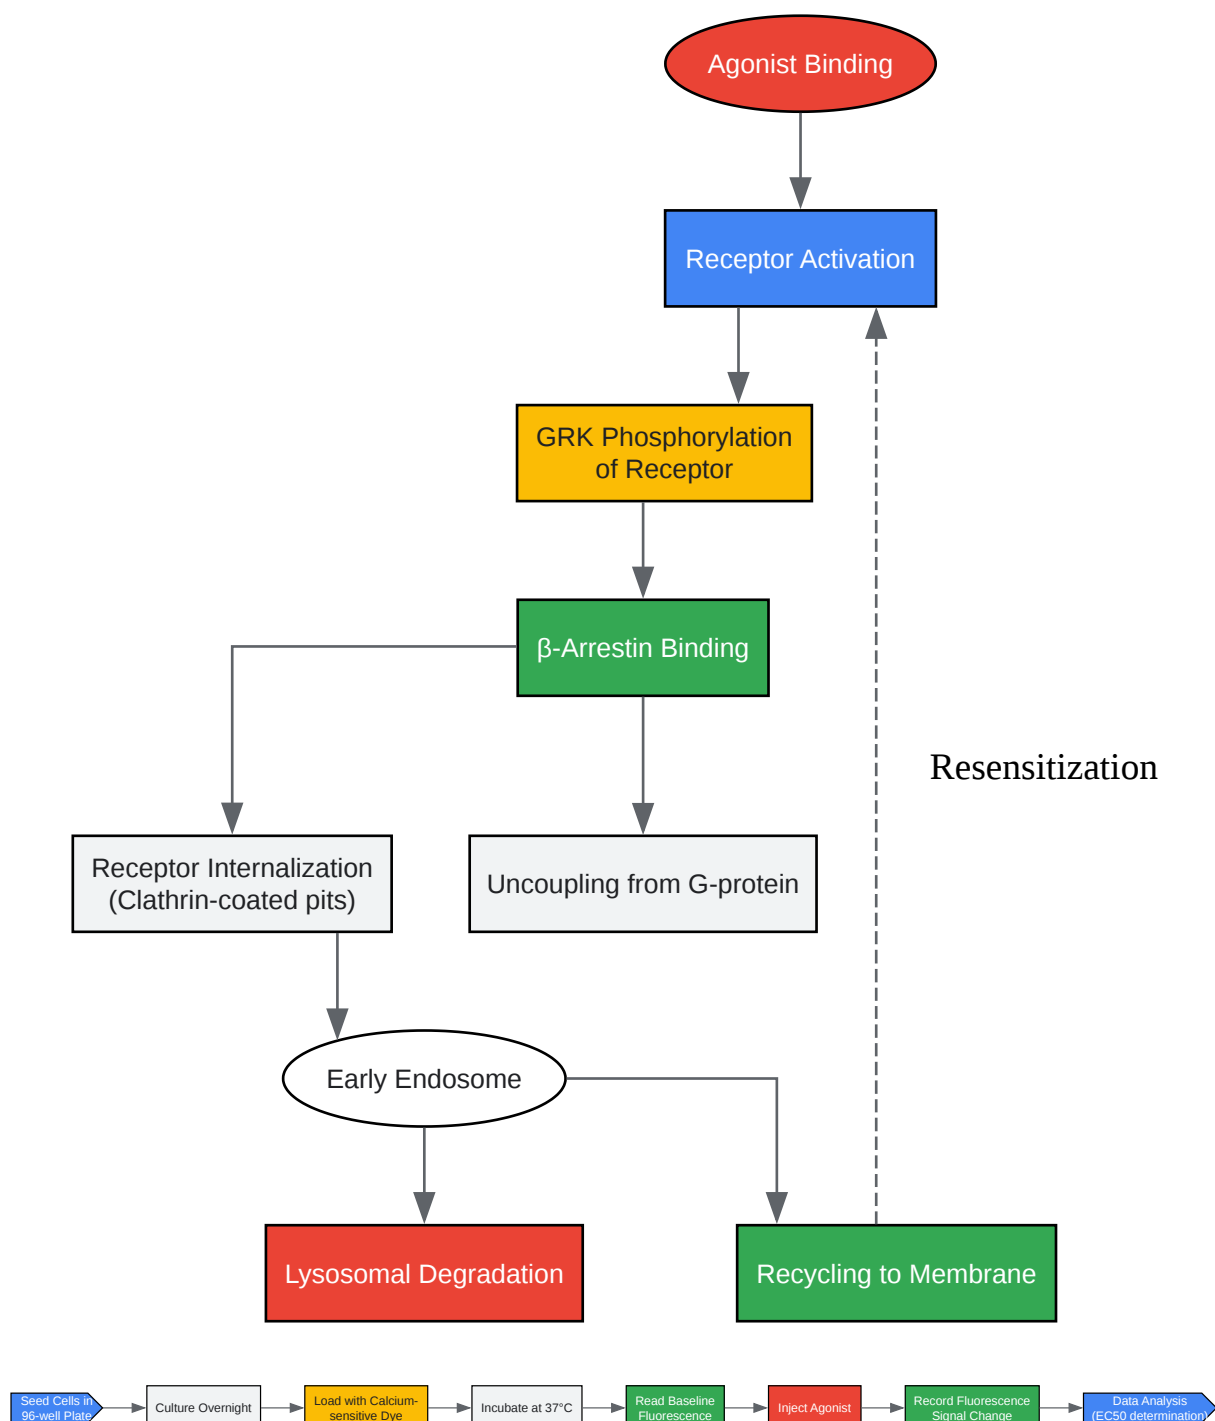 Agonist Binding
Receptor Activation
GRK Phosphorylation
of Receptor
β-Arrestin Binding
Resensitization
Receptor Internalization
(Clathrin-coated pits)
Uncoupling from G-protein
Early Endosome
Lysosomal Degradation
Recycling to Membrane
Seed Cells in
96-well Plate
Culture Overnight
Load with Calcium-
sensitive Dye
Incubate at 37°C
Read Baseline
Fluorescence
Inject Agonist
Record Fluorescence
Signal Change
Data Analysis
(EC50 determination)